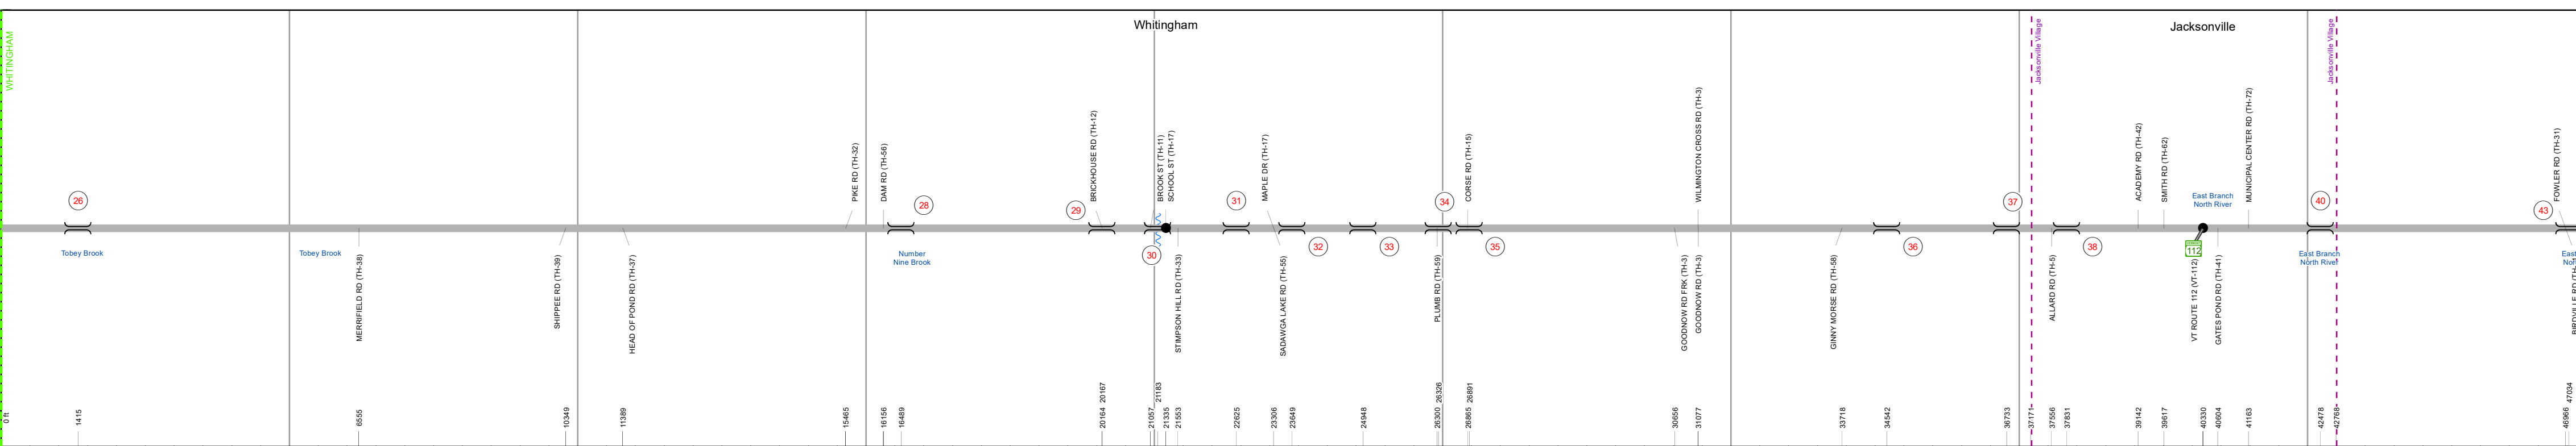 Whitingham
Jacksonville
WHITINGHAM
Jacksonville Village
Jacksonville Village
PIKE RD (TH-32)
DAM RD (TH-56)
BRICKHOUSE RD (TH-12)
BROOK ST (TH-11)
SCHOOL ST (TH-17)
MAPLE DR (TH-17)
CORSE RD (TH-15)
WILMINGTON CROSS RD (TH-3)
ACADEMY RD (TH-42)
SMITH RD (TH-62)
MUNICIPAL CENTER RD (TH-72)
FOWLER RD (TH-31)
East Branch
North River
26
28
29
30
31
32
33
34
35
36
37
38
40
43
112
Tobey Brook
Tobey Brook
Number
Nine Brook
East Branch
North River
East
MERRIFIELD RD (TH-38)
SHIPPEE RD (TH-39)
HEAD OF POND RD (TH-37)
STIMPSON HILL RD (TH-33)
SADAWGA LAKE RD (TH-55)
PLUMB RD (TH-59)
GOODNOW RD FRK (TH-3)
GOODNOW RD (TH-3)
GINNY MORSE RD (TH-58)
ALLARD RD (TH-5)
VT ROUTE 112 (VT-112)
GATES POND RD (TH-41)
0 ft
1415
6555
10349
11389
15465
16156
16489
20164 20167
21057
21183
21335
21553
22625
23306
23649
24948
26300 26326
26865 26891
30656
31077
33718
34542
36733
37171
37556
37831
39142
39617
40330
40604
41163
42478
42768
46966 47034